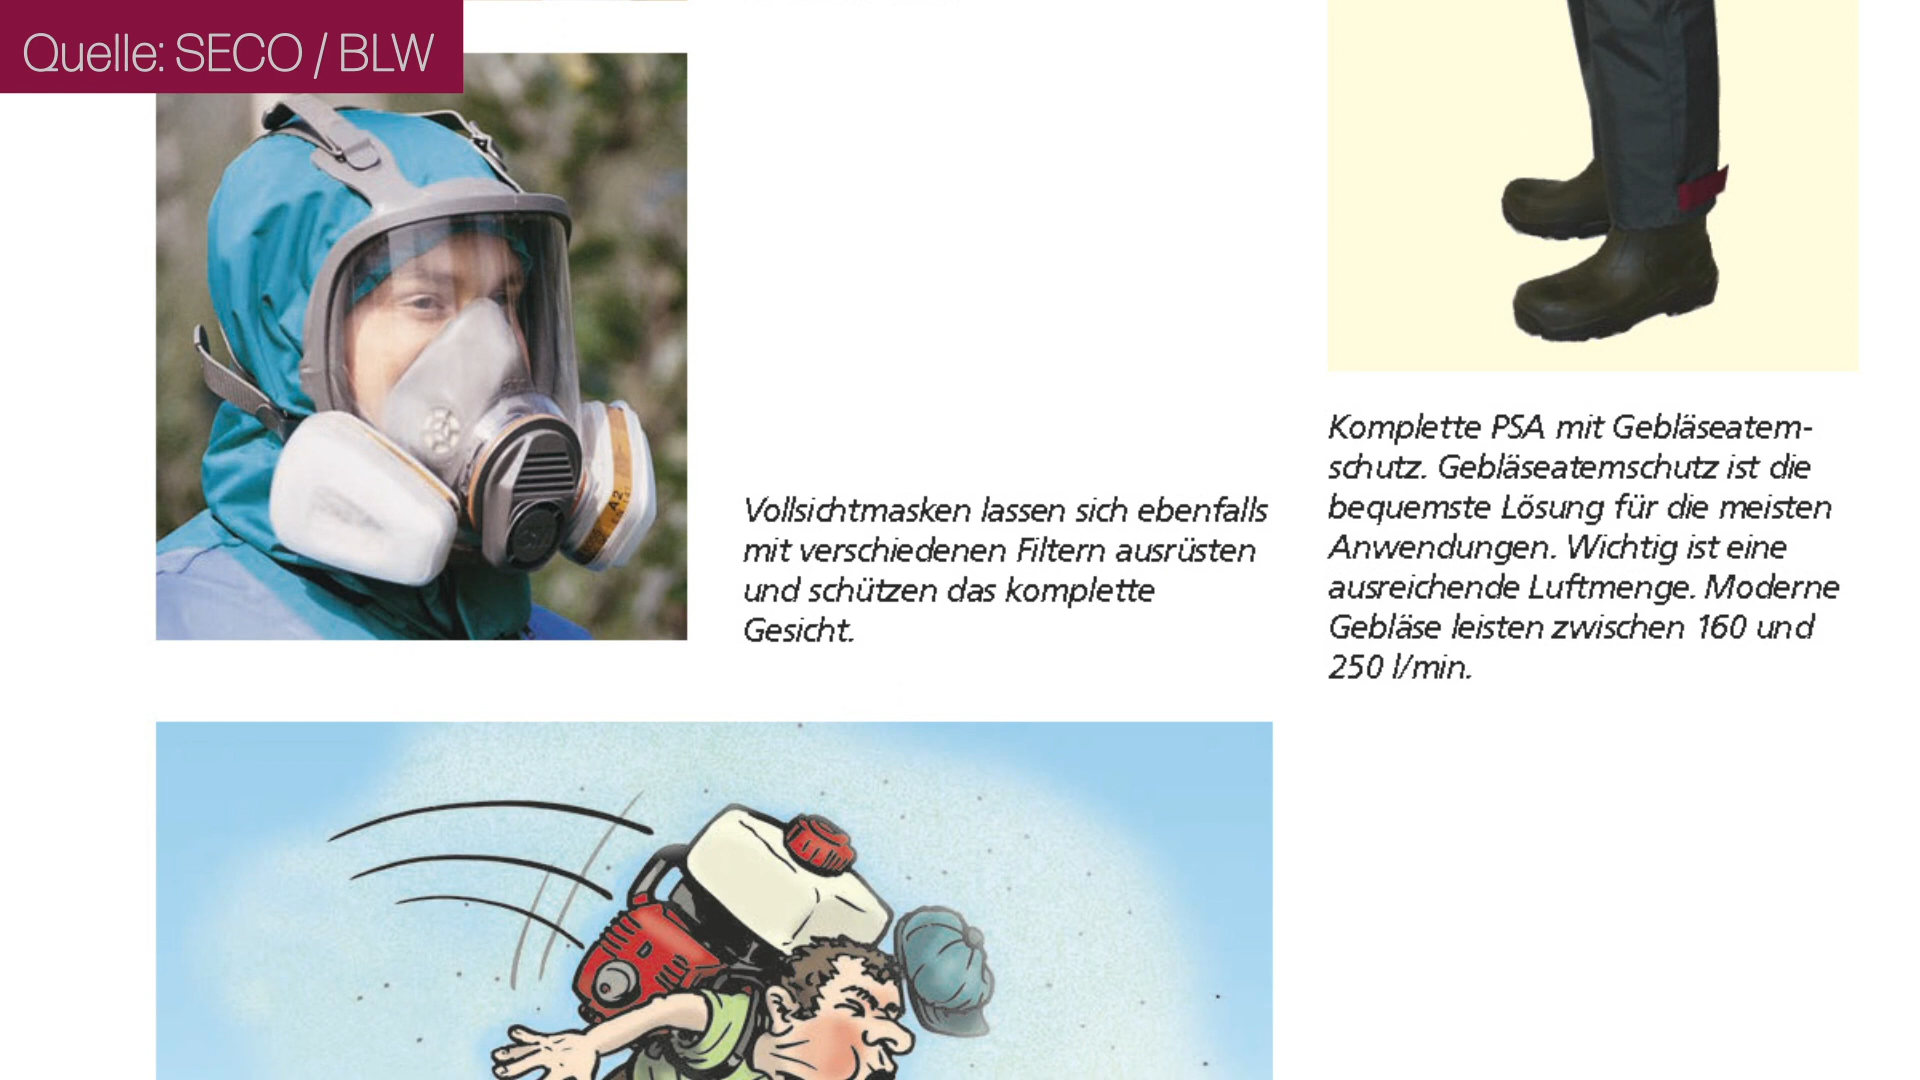 Quelle: SECO / BLW
Vollsichtmasken lassen sich ebenfalls
mit verschiedenen Filtern ausrüsten
und schützen das komplette
Gesicht.
Komplette PSA mit Gebläseatem-
schutz. Gebläseatemschutz ist die
bequemste Lösung für die meisten
Anwendungen. Wichtig ist eine
ausreichende Luftmenge. Moderne
Gebläse leisten zwischen 160 und
250 l/min.
A2